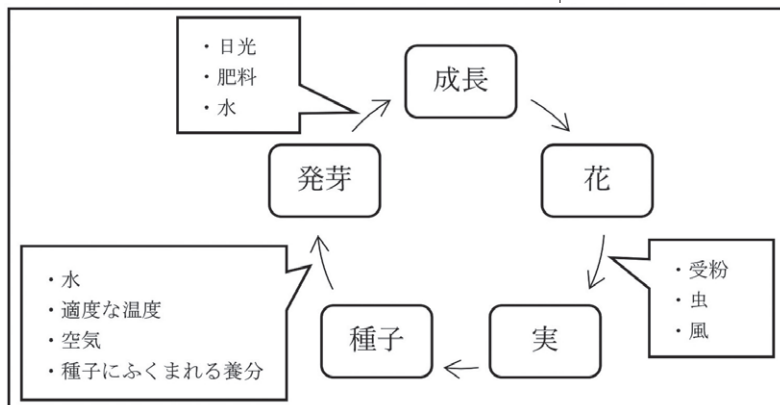 ・日光
・肥料
・水
成長
発芽
花
・水
・適度な温度
・空気
・種子にふくまれる養分
種子
実
・受粉
・虫
・風